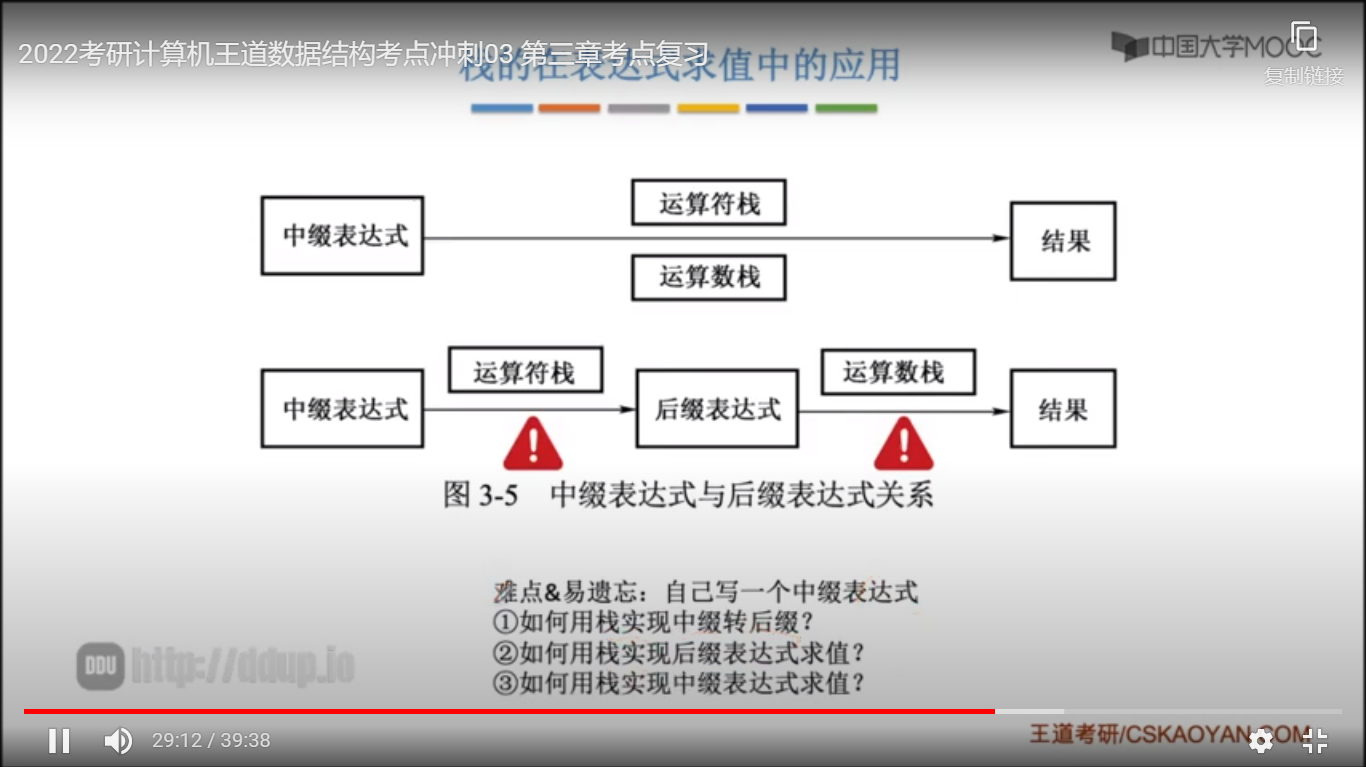 2022考研计算机王道数据结构考点冲刺03 第三章考点复习
中国大学MOOC
栈的在表达式求值中的应用
复制链接
运算符栈
中缀表达式
结果
运算数栈
运算符栈
运算数栈
中缀表达式
后缀表达式
结果
图 3-5 中缀表达式与后缀表达式关系
难点&易遗忘：自己写一个中缀表达式
①如何用栈实现中缀转后缀？
②如何用栈实现后缀表达式求值？
③如何用栈实现中缀表达式求值？
DDU http://ddup.io
29:12 / 39:38
王道考研/CSKAOYAN.COM